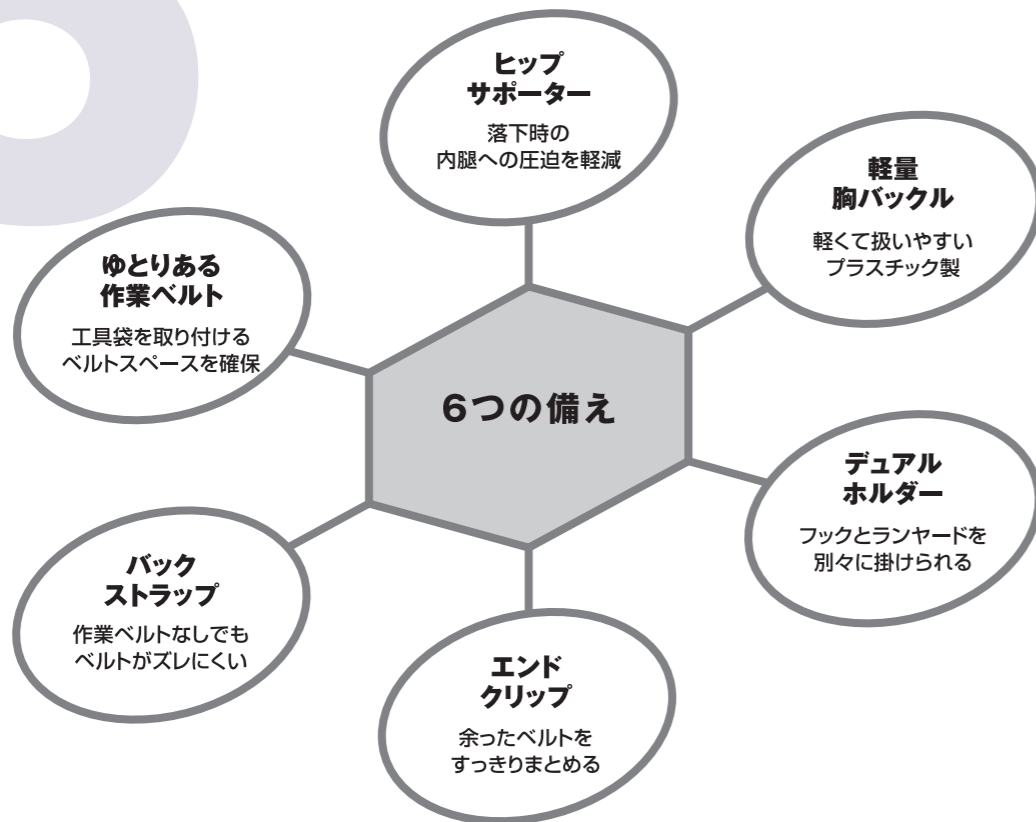 ヒップ
サポーター
落下時の
内腿への圧迫を軽減
軽量
胸バックル
軽くて扱いやすい
プラスチック製
ゆとりある
作業ベルト
工具袋を取り付ける
ベルトスペースを確保
6つの備え
デュアル
ホルダー
フックとランヤードを
別々に掛けられる
バック
ストラップ
作業ベルトなしでも
ベルトがズレにくい
エンド
クリップ
余ったベルトを
すっきりまとめる